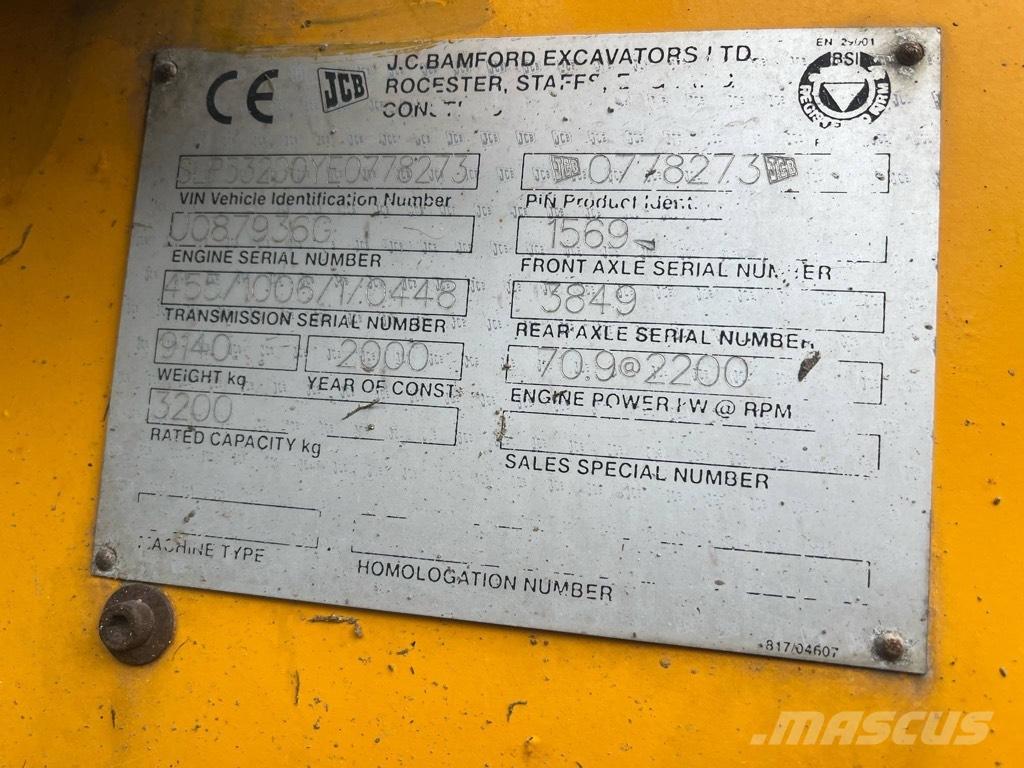 CE JCB J.C.BAMFORD EXCAVATORS LTD.
ROCESTER, STAFFS,
EN 29001
BSI
0778273
VIN Vehicle Identification Number
PIN Product Ident.
1569
ENGINE SERIAL NUMBER
FRONT AXLE SERIAL NUMBER
455/1006/1/0448
3849
TRANSMISSION SERIAL NUMBER
REAR AXLE SERIAL NUMBER
9140
2000
70.9@2200
WEIGHT kg
YEAR OF CONST.
ENGINE POWER kW @ RPM
3200
RATED CAPACITY kg
SALES SPECIAL NUMBER
MACHINE TYPE
HOMOLOGATION NUMBER
817/04607
MASCUS